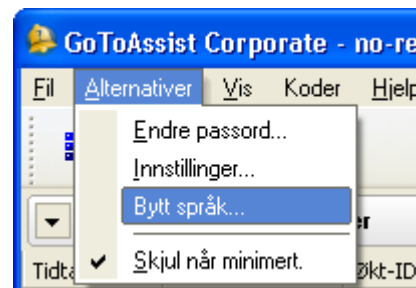 GoToAssist Corporate - no-re
Fil Alternativer Vis Koder Hjelp
Endre passord...
Innstillinger...
Bytt språk...
er
Skjul når minimert.
Tidta Økt-ID